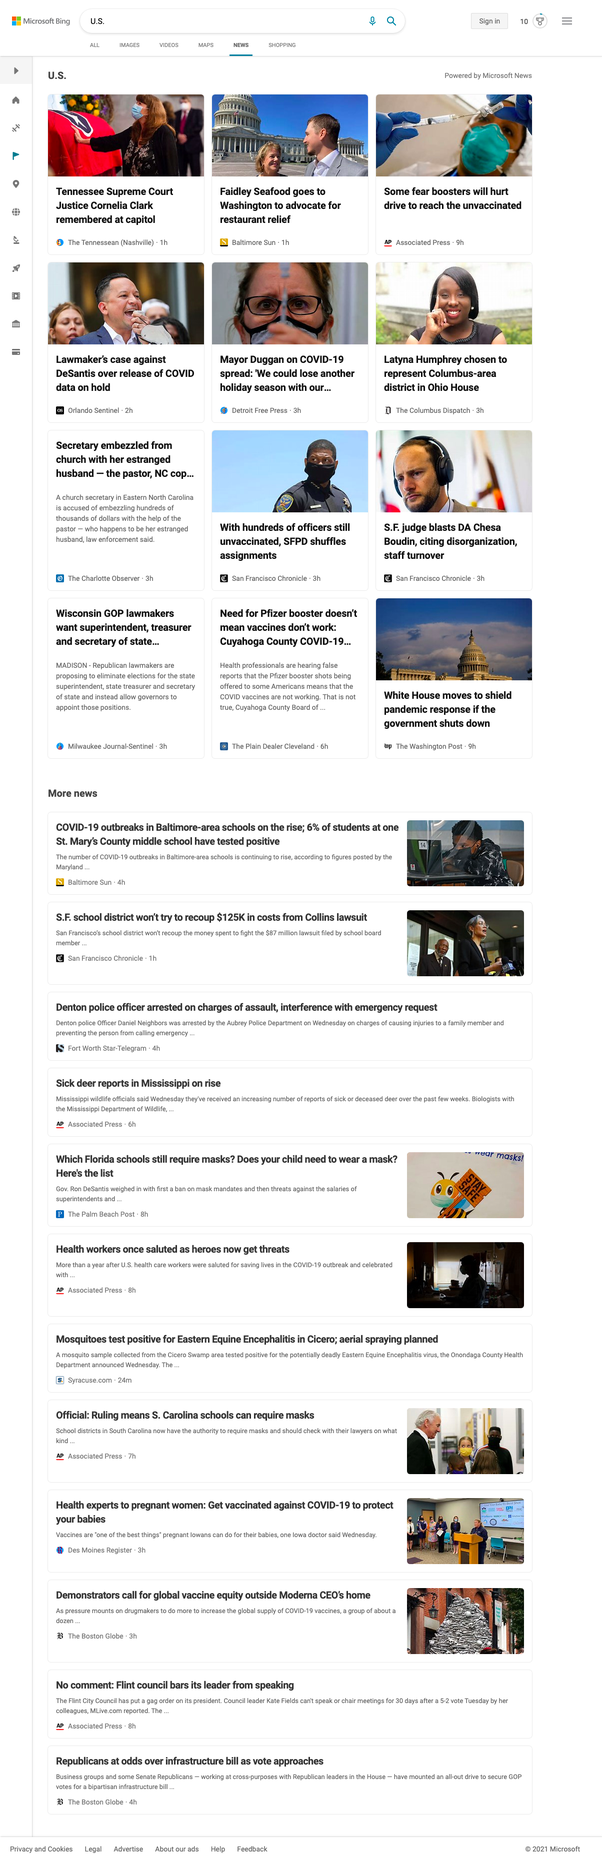 Microsoft Bing
U.S.
Sign in
10
ALL IMAGES VIDEOS MAPS NEWS SHOPPING
U.S.
Powered by Microsoft News
Tennessee Supreme Court
Justice Cornelia Clark
remembered at capitol
The Tennessean (Nashville) · 1h
Faidley Seafood goes to
Washington to advocate for
restaurant relief
Baltimore Sun · 1h
Some fear boosters will hurt
drive to reach the unvaccinated
AP Associated Press · 9h
Lawmaker's case against
DeSantis over release of COVID
data on hold
Orlando Sentinel · 2h
Mayor Duggan on COVID-19
spread: 'We could lose another
holiday season with our...
Detroit Free Press · 3h
Latyna Humphrey chosen to
represent Columbus-area
district in Ohio House
The Columbus Dispatch · 3h
Secretary embezzled from
church with her estranged
husband — the pastor, NC cop...
A church secretary in Eastern North Carolina
is accused of embezzling hundreds of
thousands of dollars with the help of the
pastor — who happens to be her estranged
husband, law enforcement said.
The Charlotte Observer · 3h
With hundreds of officers still
unvaccinated, SFPD shuffles
assignments
San Francisco Chronicle · 3h
S.F. judge blasts DA Chesa
Boudin, citing disorganization,
staff turnover
San Francisco Chronicle · 3h
Wisconsin GOP lawmakers
want superintendent, treasurer
and secretary of state...
MADISON - Republican lawmakers are
proposing to eliminate elections for the state
superintendent, state treasurer and secretary
of state and instead allow governors to
appoint those positions.
Milwaukee Journal-Sentinel · 3h
Need for Pfizer booster doesn't
mean vaccines don't work:
Cuyahoga County COVID-19...
Health professionals are hearing false
reports that the Pfizer booster shots being
offered to some Americans means that the
COVID vaccines are not working. That is not
true, Cuyahoga County Board of ...
The Plain Dealer Cleveland · 6h
White House moves to shield
pandemic response if the
government shuts down
wp The Washington Post · 9h
More news
COVID-19 outbreaks in Baltimore-area schools on the rise; 6% of students at one
St. Mary's County middle school have tested positive
The number of COVID-19 outbreaks in Baltimore-area schools is continuing to rise, according to figures posted by the
Maryland ...
Baltimore Sun · 4h
14
S.F. school district won't try to recoup $125K in costs from Collins lawsuit
San Francisco's school district won't recoup the money spent to fight the $87 million lawsuit filed by school board
member ...
San Francisco Chronicle · 1h
Denton police officer arrested on charges of assault, interference with emergency request
Denton police Officer Daniel Neighbors was arrested by the Aubrey Police Department on Wednesday on charges of causing injuries to a family member and
preventing the person from calling emergency ...
Fort Worth Star-Telegram · 4h
Sick deer reports in Mississippi on rise
Mississippi wildlife officials said Wednesday they've received an increasing number of reports of sick or deceased deer over the past few weeks. Biologists with
the Mississippi Department of Wildlife, ...
AP Associated Press · 6h
Which Florida schools still require masks? Does your child need to wear a mask?
Here's the list
Gov. Ron DeSantis weighed in with first a ban on mask mandates and then threats against the salaries of
superintendents and ...
The Palm Beach Post · 8h
wear masks!
STAY SAFE
Health workers once saluted as heroes now get threats
More than a year after U.S. health care workers were saluted for saving lives in the COVID-19 outbreak and celebrated
with ...
AP Associated Press · 8h
Mosquitoes test positive for Eastern Equine Encephalitis in Cicero; aerial spraying planned
A mosquito sample collected from the Cicero Swamp area tested positive for the potentially deadly Eastern Equine Encephalitis virus, the Onondaga County Health
Department announced Wednesday. The ...
S Syracuse.com · 24m
Official: Ruling means S. Carolina schools can require masks
School districts in South Carolina now have the authority to require masks and should check with their lawyers on what
kind ...
AP Associated Press · 7h
Health experts to pregnant women: Get vaccinated against COVID-19 to protect
your babies
Vaccines are "one of the best things" pregnant Iowans can do for their babies, one Iowa doctor said Wednesday.
Des Moines Register · 3h
Demonstrators call for global vaccine equity outside Moderna CEO's home
As pressure mounts on drugmakers to do more to increase the global supply of COVID-19 vaccines, a group of about a
dozen ...
B The Boston Globe · 3h
No comment: Flint council bars its leader from speaking
The Flint City Council has put a gag order on its president. Council leader Kate Fields can't speak or chair meetings for 30 days after a 5-2 vote Tuesday by her
colleagues, MLive.com reported. The ...
AP Associated Press · 8h
Republicans at odds over infrastructure bill as vote approaches
Business groups and some Senate Republicans — working at cross-purposes with Republican leaders in the House — have mounted an all-out drive to secure GOP
votes for a bipartisan infrastructure bill ...
B The Boston Globe · 4h
Privacy and Cookies Legal Advertise About our ads Help Feedback
© 2021 Microsoft